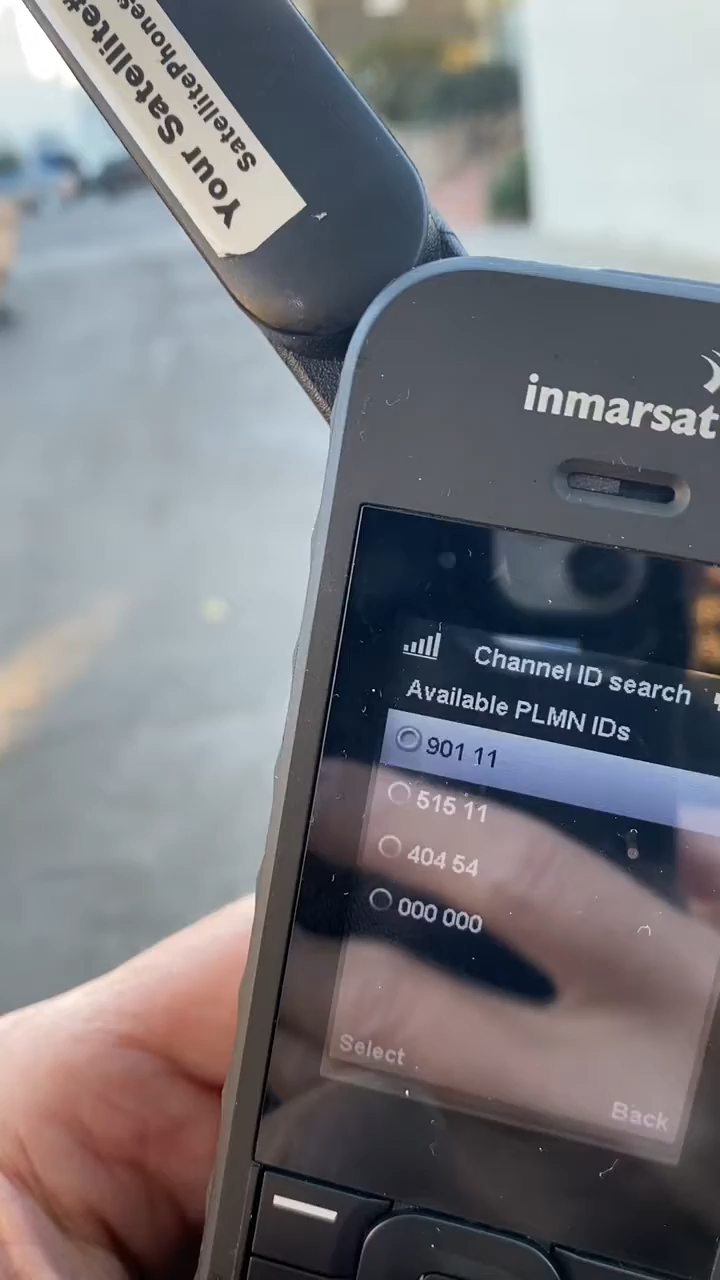 Your Satellite
SatellitePhone
inmarsat
Channel ID search
Available PLMN IDs
901 11
515 11
404 54
000 000
Select
Back